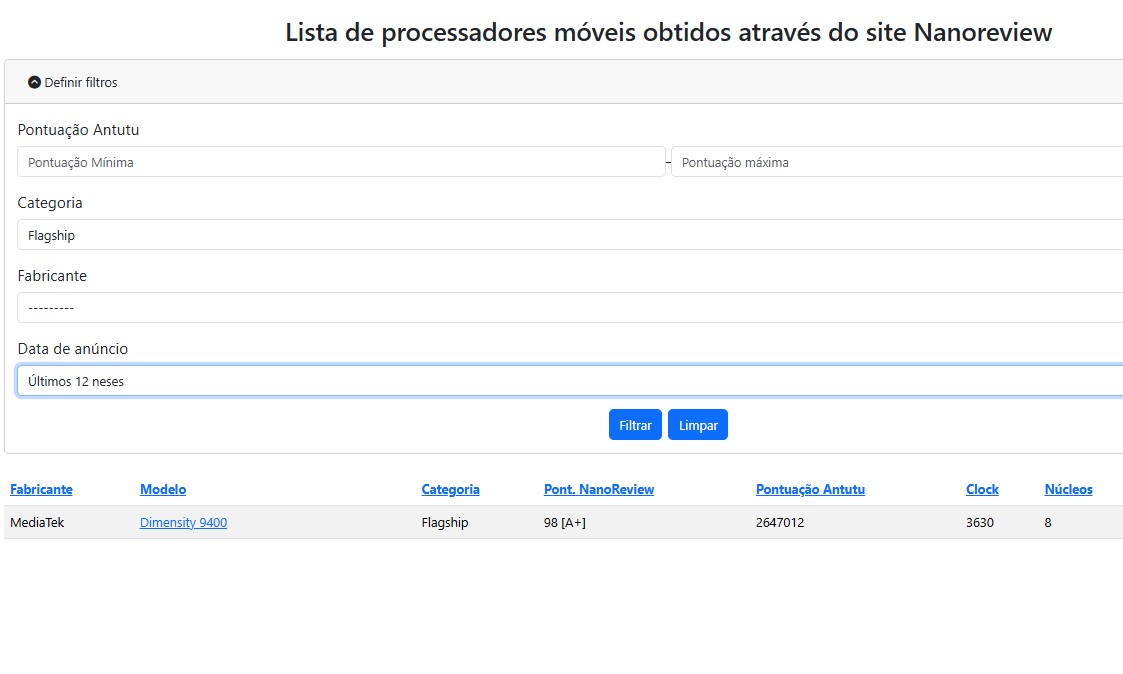 Lista de processadores móveis obtidos através do site Nanoreview
Definir filtros
Pontuação Antutu
Pontuação Mínima - Pontuação máxima
Categoria
Flagship
Fabricante
---------
Data de anúncio
Últimos 12 neses
Filtrar Limpar
Fabricante Modelo Categoria Pont. NanoReview Pontuação Antutu Clock Núcleos
MediaTek Dimensity 9400 Flagship 98 [A+] 2647012 3630 8